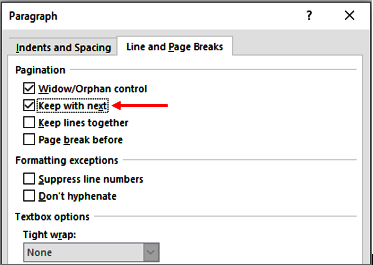 Paragraph ? ×
Indents and Spacing Line and Page Breaks
Pagination
Widow/Orphan control
Keep with next
Keep lines together
Page break before
Formatting exceptions
Suppress line numbers
Don't hyphenate
Textbox options
Tight wrap:
None